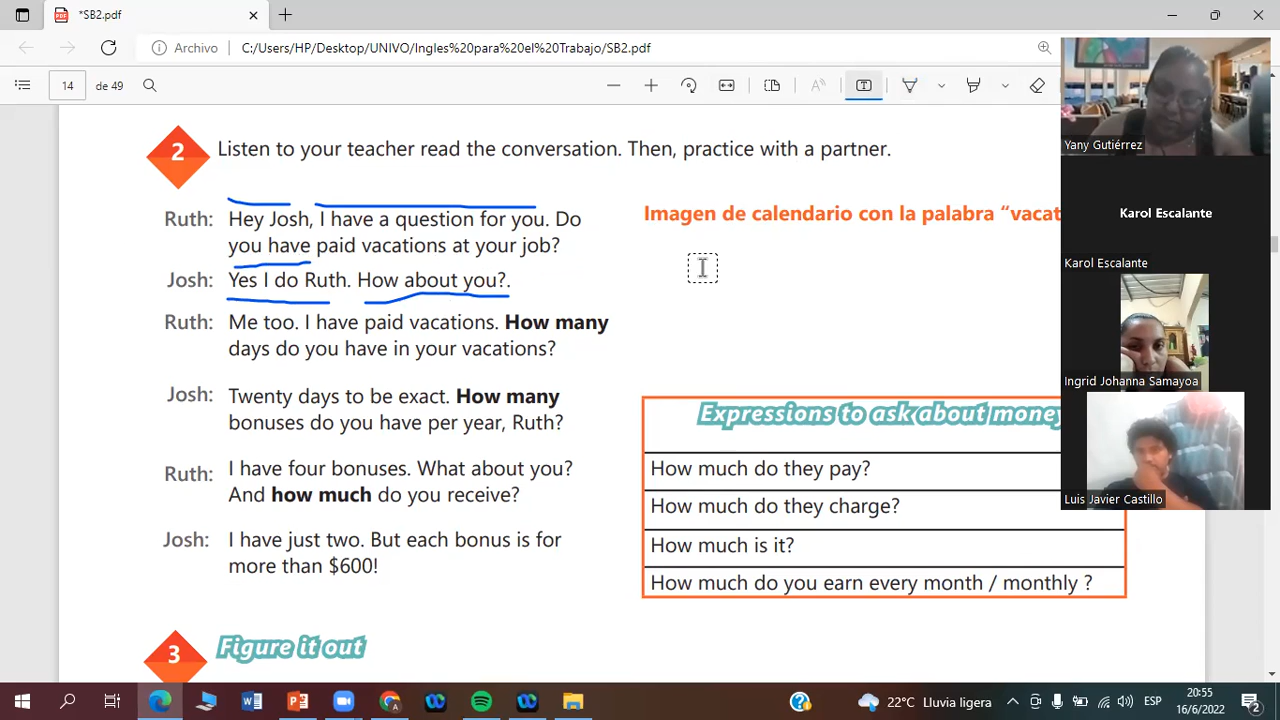 *SB2.pdf
Archivo
C:/Users/HP/Desktop/UNIVO/Ingles%20para%20el%20Trabajo/SB2.pdf
14 de 49
2 Listen to your teacher read the conversation. Then, practice with a partner.
Ruth: Hey Josh, I have a question for you. Do
you have paid vacations at your job?
Josh: Yes I do Ruth. How about you?.
Ruth: Me too. I have paid vacations. How many
days do you have in your vacations?
Josh: Twenty days to be exact. How many
bonuses do you have per year, Ruth?
Ruth: I have four bonuses. What about you?
And how much do you receive?
Josh: I have just two. But each bonus is for
more than $600!
Imagen de calendario con la palabra “vacat
Expressions to ask about money
How much do they pay?
How much do they charge?
How much is it?
How much do you earn every month / monthly ?
3 Figure it out
Yany Gutiérrez
Karol Escalante
Karol Escalante
Ingrid Johanna Samayoa
Luis Javier Castillo
22°C Lluvia ligera
ESP
20:55
16/6/2022
2